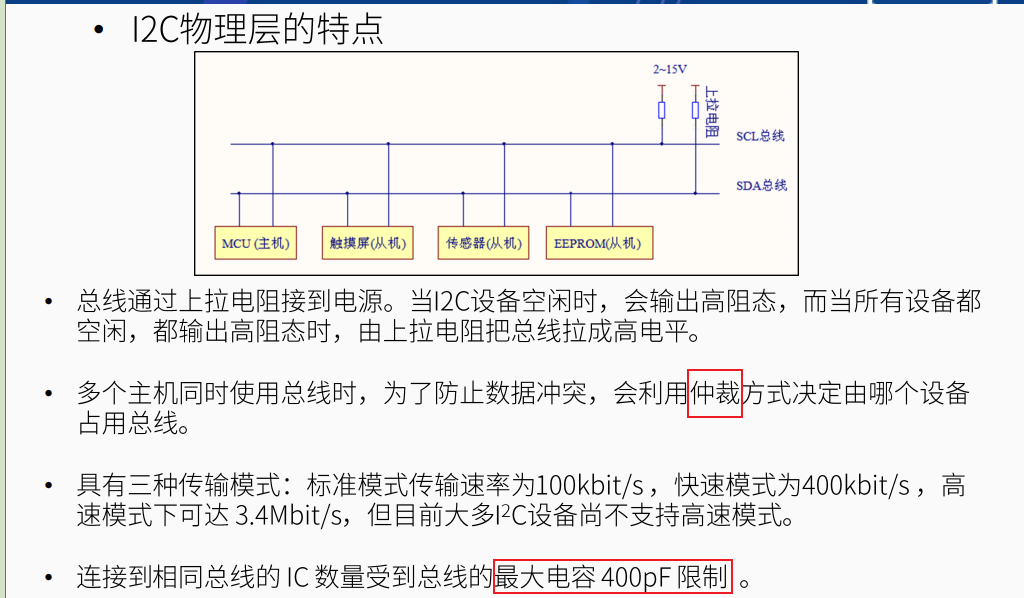 • I2C物理层的特点
2~15V
上拉电阻
SCL总线
SDA总线
MCU (主机)
触摸屏(从机)
传感器(从机)
EEPROM(从机)
• 总线通过上拉电阻接到电源。当I2C设备空闲时，会输出高阻态，而当所有设备都
空闲，都输出高阻态时，由上拉电阻把总线拉成高电平。
• 多个主机同时使用总线时，为了防止数据冲突，会利用仲裁方式决定由哪个设备
占用总线。
• 具有三种传输模式：标准模式传输速率为100kbit/s ，快速模式为400kbit/s ，高
速模式下可达 3.4Mbit/s，但目前大多I²C设备尚不支持高速模式。
• 连接到相同总线的 IC 数量受到总线的最大电容 400pF 限制 。